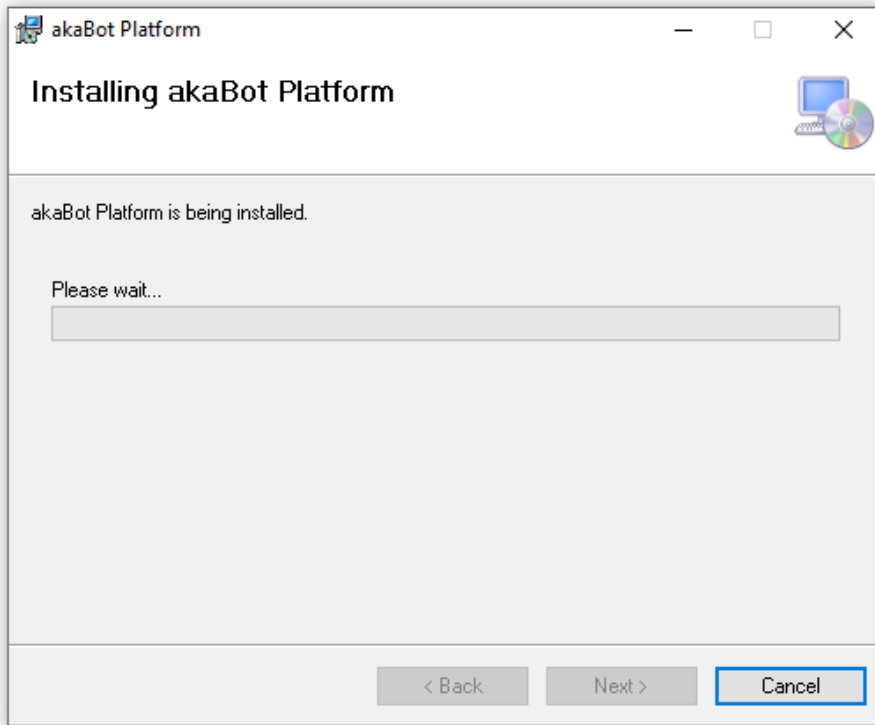 akaBot Platform
Installing akaBot Platform
akaBot Platform is being installed.
Please wait...
< Back
Next >
Cancel